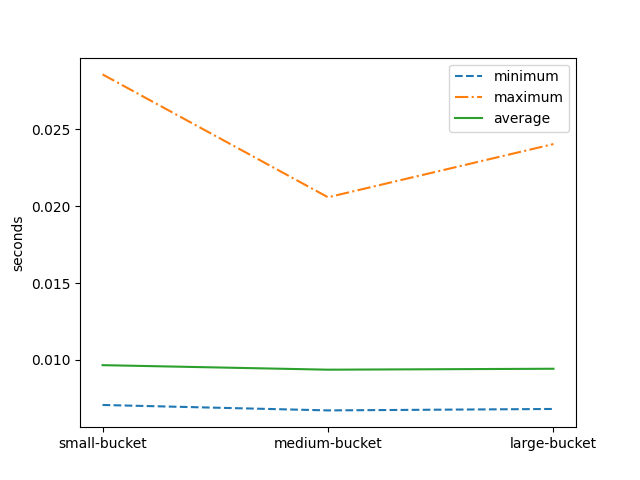 minimum
maximum
average
0.025
0.020
0.015
0.010
seconds
small-bucket
medium-bucket
large-bucket